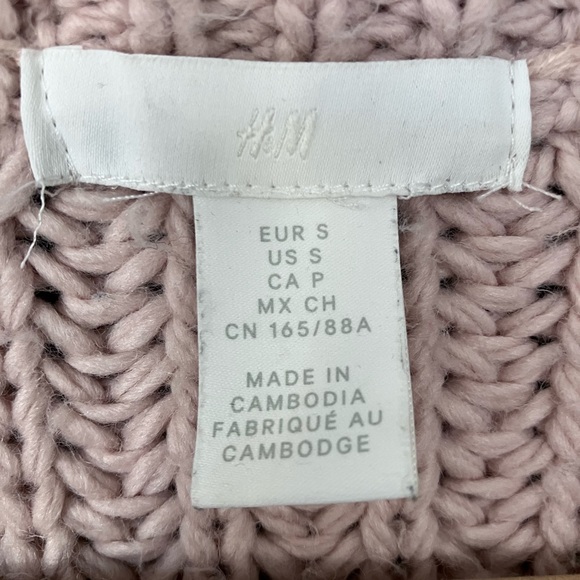 H&M
EUR S
US S
CA P
MX CH
CN 165/88A
MADE IN
CAMBODIA
FABRIQUÉ AU
CAMBODGE